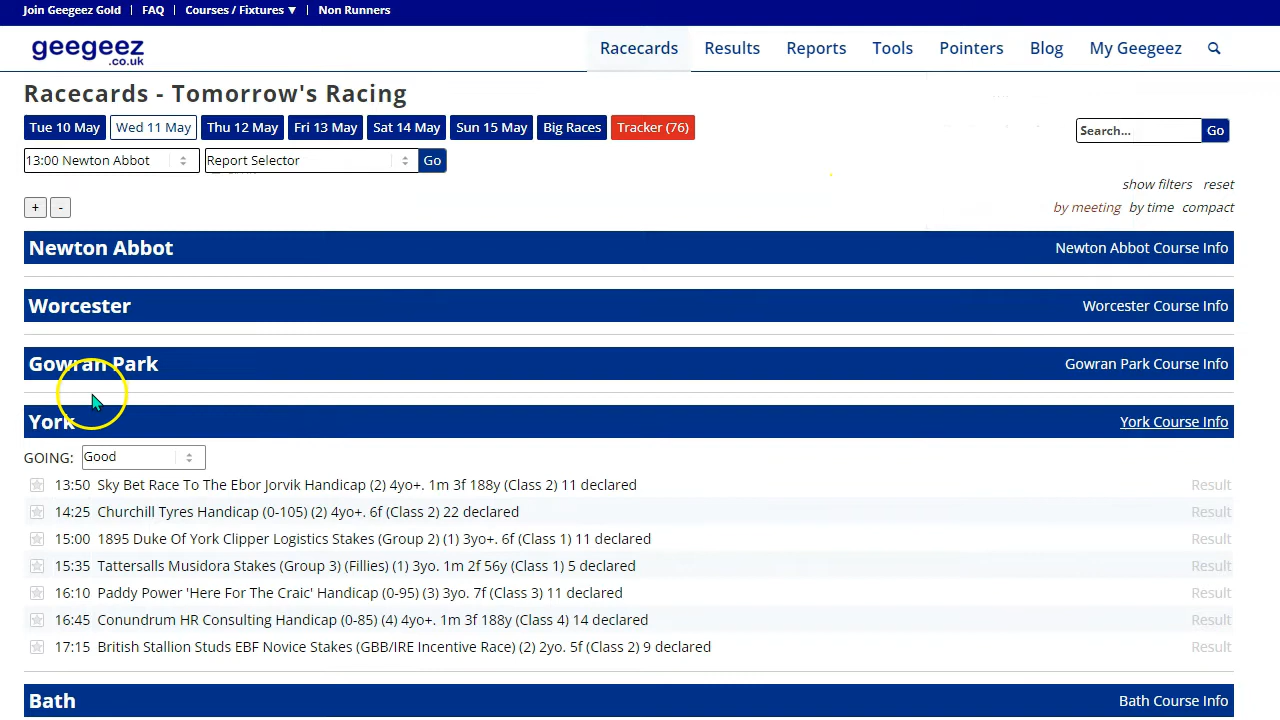 Join Geegeez Gold | FAQ | Courses / Fixtures ▼ | Non Runners
geegeez .co.uk
Racecards Results Reports Tools Pointers Blog My Geegeez
Racecards - Tomorrow's Racing
Tue 10 May Wed 11 May Thu 12 May Fri 13 May Sat 14 May Sun 15 May Big Races Tracker (76)
Search... Go
13:00 Newton Abbot Report Selector Go
show filters reset
+ - by meeting by time compact
Newton Abbot Newton Abbot Course Info
Worcester Worcester Course Info
Gowran Park Gowran Park Course Info
York York Course Info
GOING: Good
13:50 Sky Bet Race To The Ebor Jorvik Handicap (2) 4yo+. 1m 3f 188y (Class 2) 11 declared Result
14:25 Churchill Tyres Handicap (0-105) (2) 4yo+. 6f (Class 2) 22 declared Result
15:00 1895 Duke Of York Clipper Logistics Stakes (Group 2) (1) 3yo+. 6f (Class 1) 11 declared Result
15:35 Tattersalls Musidora Stakes (Group 3) (Fillies) (1) 3yo. 1m 2f 56y (Class 1) 5 declared Result
16:10 Paddy Power 'Here For The Craic' Handicap (0-95) (3) 3yo. 7f (Class 3) 11 declared Result
16:45 Conundrum HR Consulting Handicap (0-85) (4) 4yo+. 1m 3f 188y (Class 4) 14 declared Result
17:15 British Stallion Studs EBF Novice Stakes (GBB/IRE Incentive Race) (2) 2yo. 5f (Class 2) 9 declared Result
Bath Bath Course Info